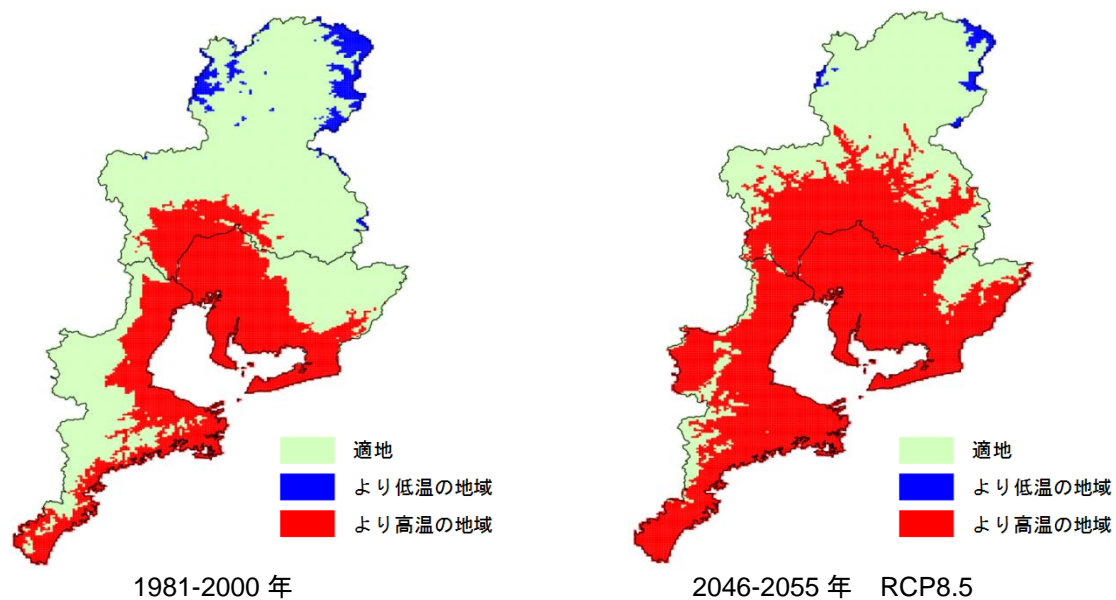 適地
より低温の地域
より高温の地域
1981-2000 年
適地
より低温の地域
より高温の地域
2046-2055 年　RCP8.5